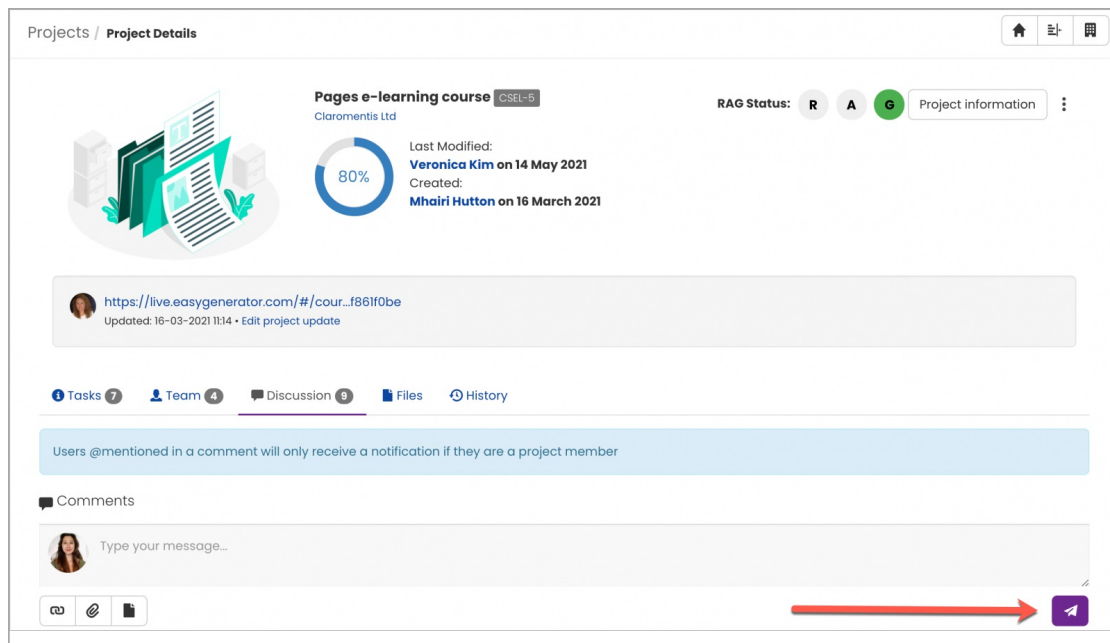 Projects / Project Details
Pages e-learning course CSEL-5
Claromentis Ltd
RAG Status: R A G Project information
80%
Last Modified:
Veronica Kim on 14 May 2021
Created:
Mhairi Hutton on 16 March 2021
https://live.easygenerator.com/#/cour...f861f0be
Updated: 16-03-2021 11:14 • Edit project update
Tasks 7 Team 4 Discussion 9 Files History
Users @mentioned in a comment will only receive a notification if they are a project member
Comments
Type your message...